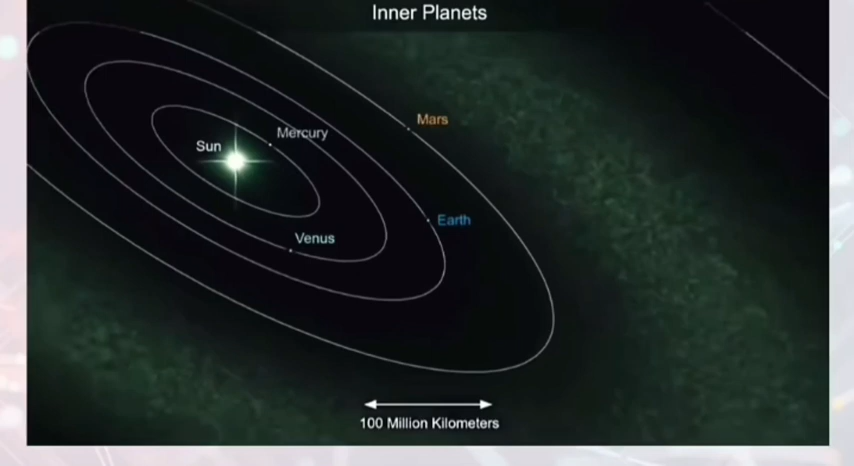 Inner Planets
Mars
Mercury
Sun
Earth
Venus
100 Million Kilometers